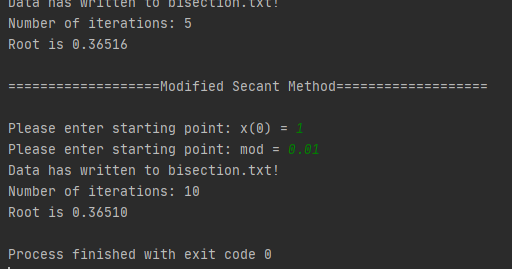 Data has written to bisection.txt!
Number of iterations: 5
Root is 0.36516
===================Modified Secant Method===================
Please enter starting point: x(0) = 1
Please enter starting point: mod = 0.01
Data has written to bisection.txt!
Number of iterations: 10
Root is 0.36510
Process finished with exit code 0